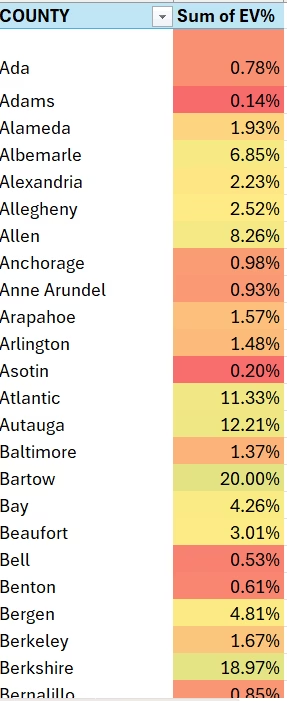 COUNTY Sum of EV%
Ada 0.78%
Adams 0.14%
Alameda 1.93%
Albemarle 6.85%
Alexandria 2.23%
Allegheny 2.52%
Allen 8.26%
Anchorage 0.98%
Anne Arundel 0.93%
Arapahoe 1.57%
Arlington 1.48%
Asotin 0.20%
Atlantic 11.33%
Autauga 12.21%
Baltimore 1.37%
Bartow 20.00%
Bay 4.26%
Beaufort 3.01%
Bell 0.53%
Benton 0.61%
Bergen 4.81%
Berkeley 1.67%
Berkshire 18.97%
Bernalillo 0.85%